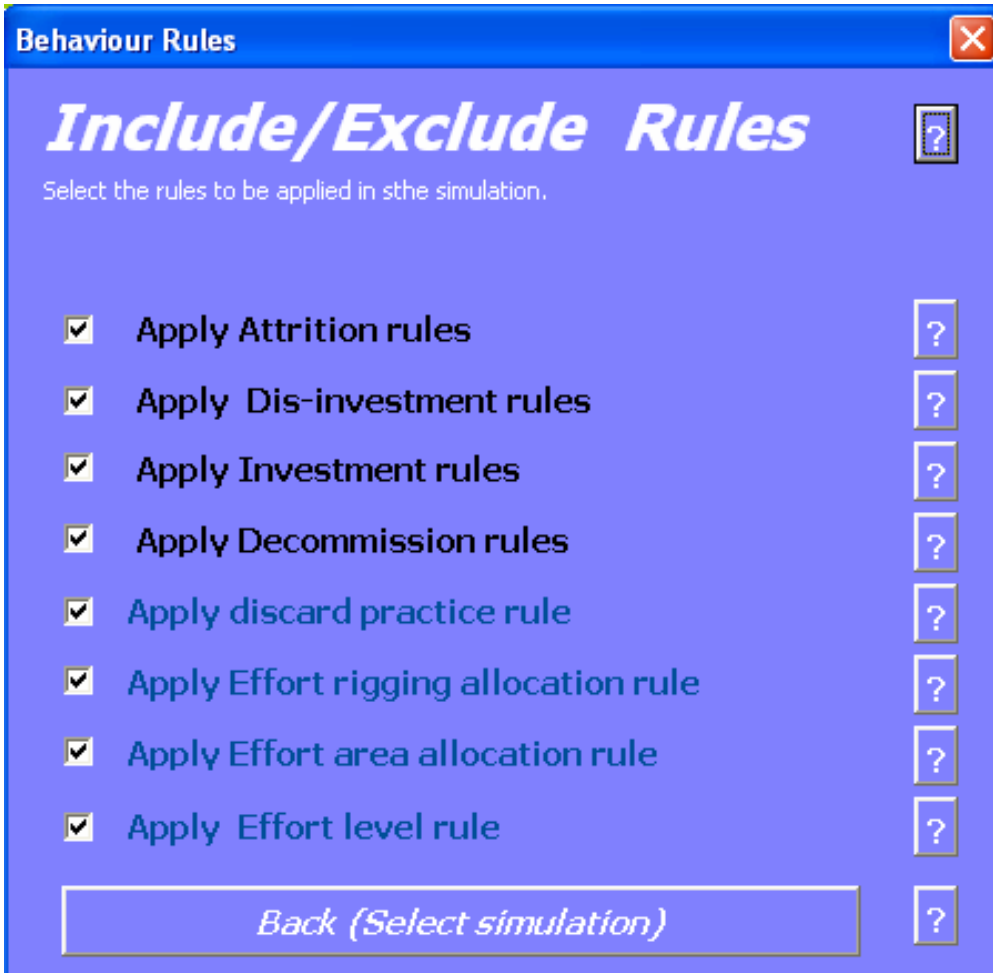 Behaviour Rules
Include/Exclude Rules ?
Select the rules to be applied in sthe simulation.
Apply Attrition rules ?
Apply Dis-investment rules ?
Apply Investment rules ?
Apply Decommission rules ?
Apply discard practice rule ?
Apply Effort rigging allocation rule ?
Apply Effort area allocation rule ?
Apply Effort level rule ?
Back (Select simulation) ?